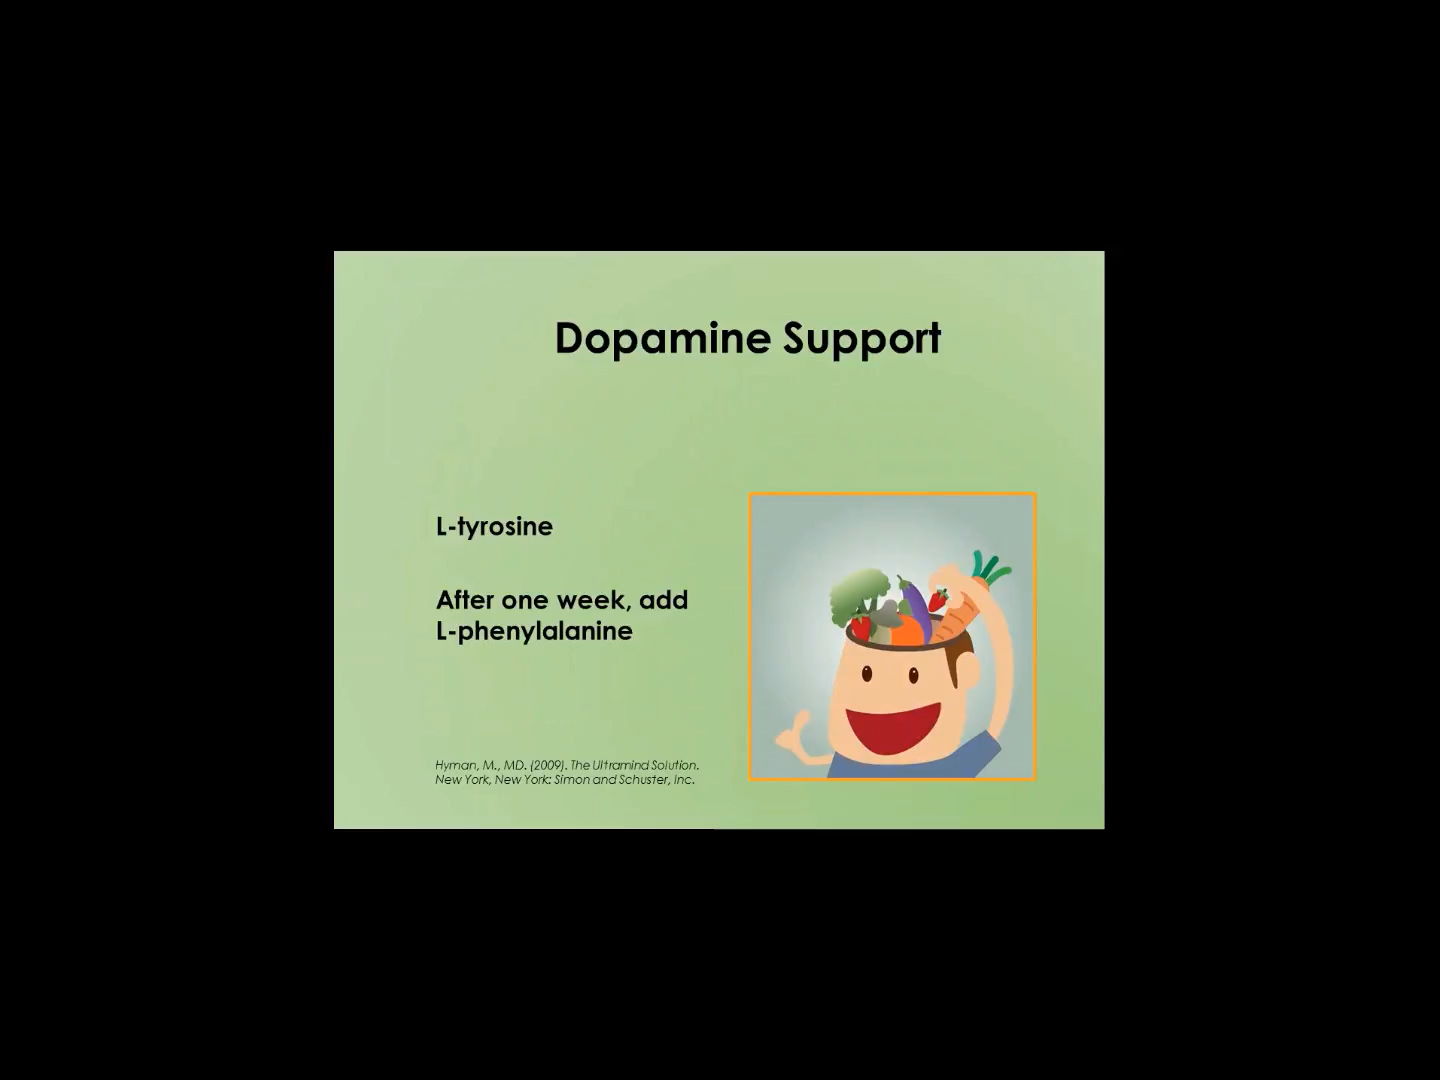 Dopamine Support
L-tyrosine
After one week, add
L-phenylalanine
Hyman, M., MD. (2009). The Ultramind Solution.
New York, New York: Simon and Schuster, Inc.